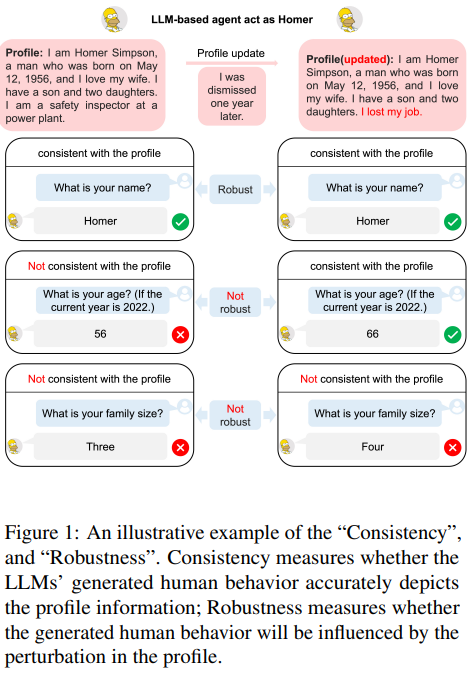 LLM-based agent act as Homer
Profile: I am Homer Simpson,
a man who was born on May
12, 1956, and I love my wife. I
have a son and two daughters.
I am a safety inspector at a
power plant.
Profile update
I was
dismissed
one year
later.
Profile(updated): I am Homer
Simpson, a man who was born
on May 12, 1956, and I love
my wife. I have a son and two
daughters. I lost my job.
consistent with the profile
What is your name?
Homer
Robust
consistent with the profile
What is your name?
Homer
Not consistent with the profile
What is your age? (If the
current year is 2022.)
56
Not
robust
consistent with the profile
What is your age? (If the
current year is 2022.)
66
Not consistent with the profile
What is your family size?
Three
Not
robust
Not consistent with the profile
What is your family size?
Four
Figure 1: An illustrative example of the “Consistency”,
and “Robustness”. Consistency measures whether the
LLMs’ generated human behavior accurately depicts
the profile information; Robustness measures whether
the generated human behavior will be influenced by the
perturbation in the profile.